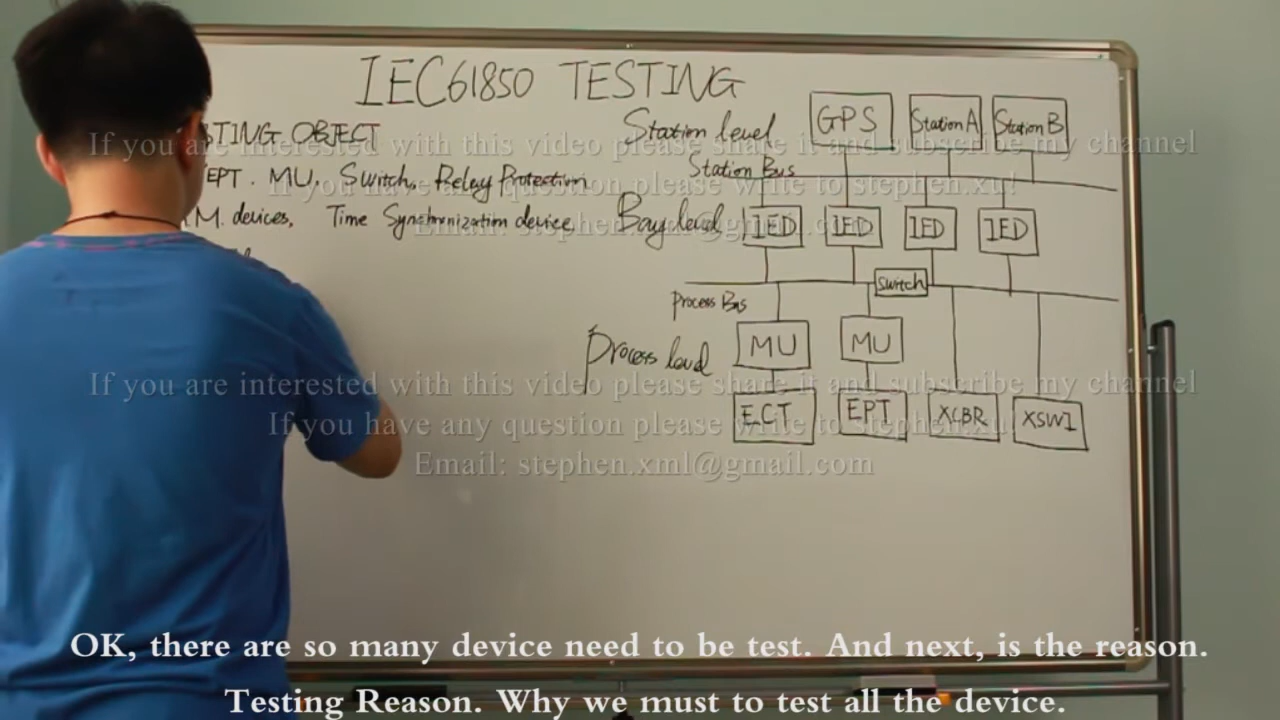 IEC61850 TESTING
STING OBJECT
EPT. MU. Switch. Relay Protection
M. devices. Time Synchronization device.
Station level
GPS
Station A
Station B
Station Bus
Bay level
IED
IED
IED
IED
Switch
Process Bus
Process level
MU
MU
ECT
EPT
XCBR
XSWI
If you are interested with this video please share it and subscribe my channel
If you have any question please write to stephen.xu!
Email: stephen.xml@gmail.com
If you are interested with this video please share it and subscribe my channel
If you have any question please write to stephen.xu!
Email: stephen.xml@gmail.com
OK, there are so many device need to be test. And next, is the reason.
Testing Reason. Why we must to test all the device.